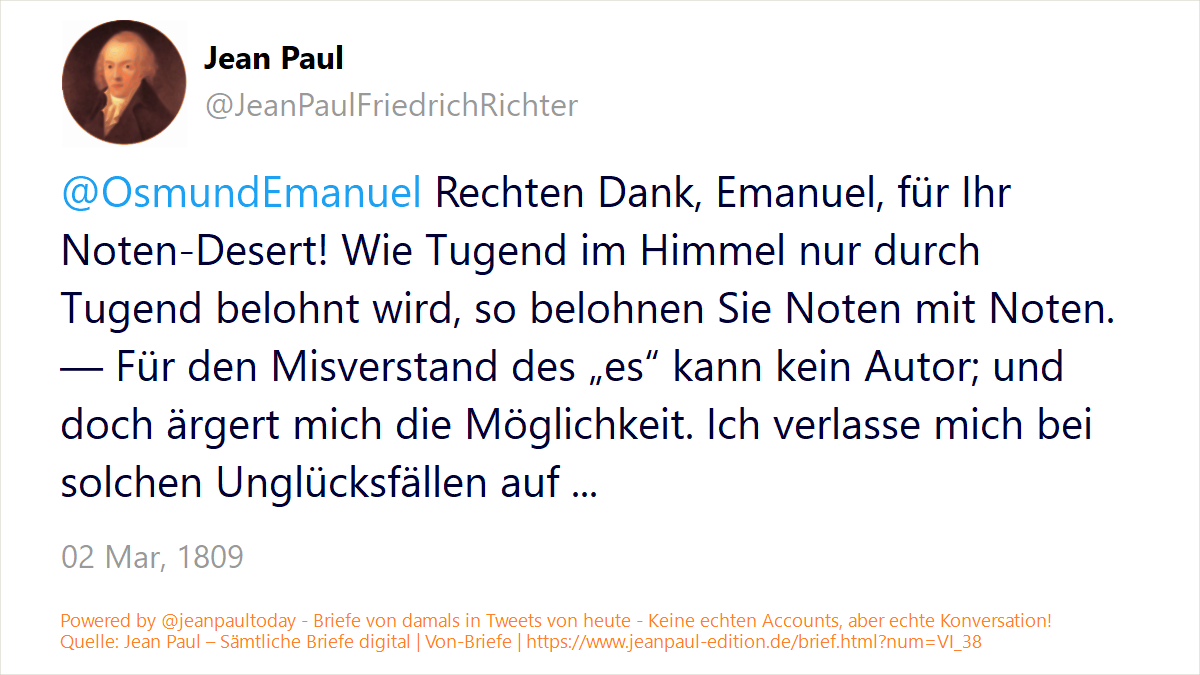 Jean Paul
@JeanPaulFriedrichRichter
@OsmundEmanuel Rechten Dank, Emanuel, für Ihr
Noten-Desert! Wie Tugend im Himmel nur durch
Tugend belohnt wird, so belohnen Sie Noten mit Noten.
— Für den Misverstand des „es“ kann kein Autor; und
doch ärgert mich die Möglichkeit. Ich verlasse mich bei
solchen Unglücksfällen auf ...
02 Mar, 1809
Powered by @jeanpaultoday - Briefe von damals in Tweets von heute - Keine echten Accounts, aber echte Konversation!
Quelle: Jean Paul – Sämtliche Briefe digital | Von-Briefe | https://www.jeanpaul-edition.de/brief.html?num=VI_38